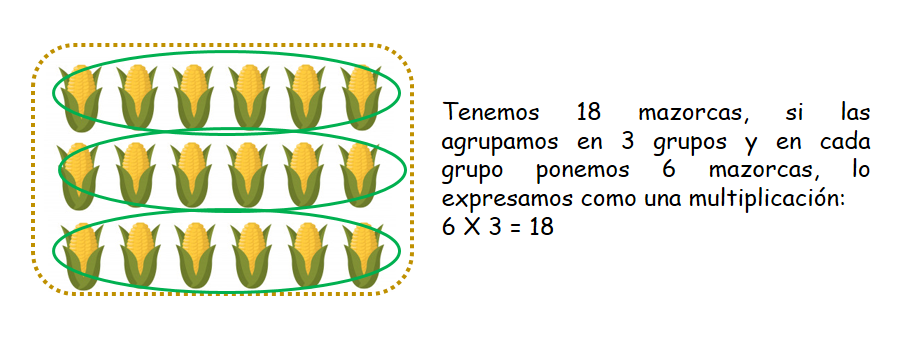 Tenemos 18 mazorcas, si las
agrupamos en 3 grupos y en cada
grupo ponemos 6 mazorcas, lo
expresamos como una multiplicación:
6 X 3 = 18